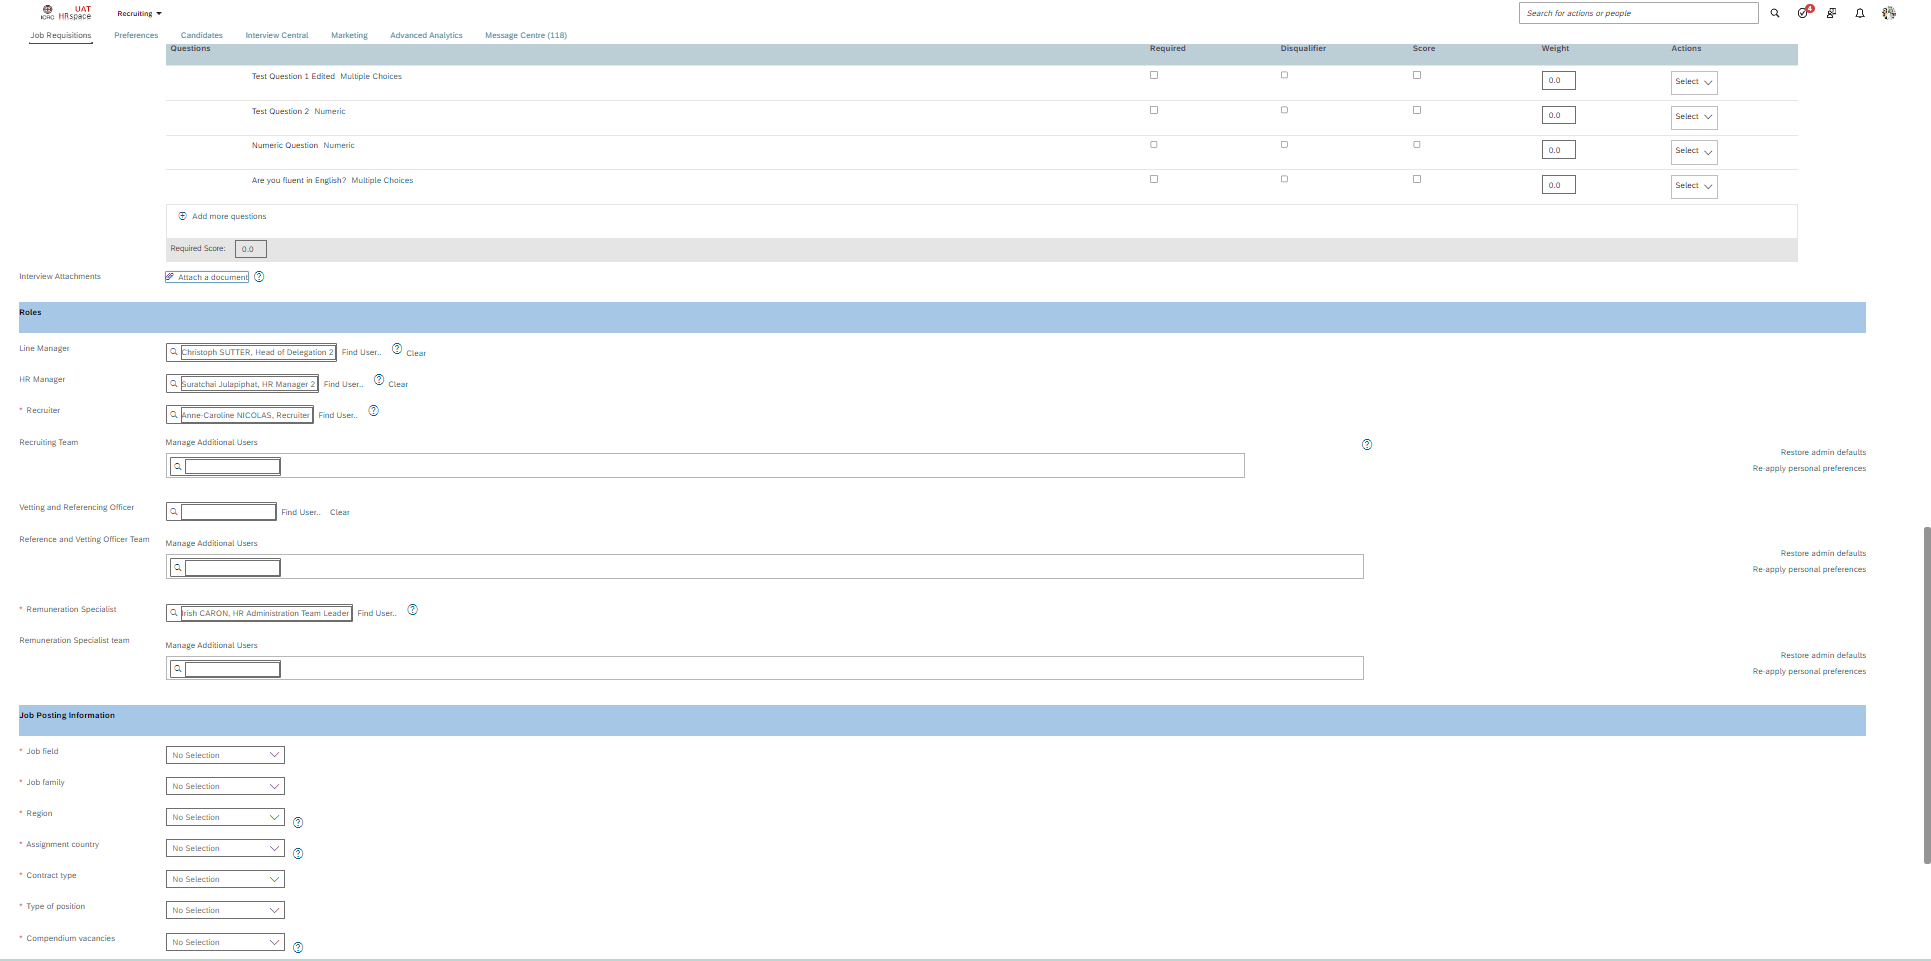 ICRC UAT HRspace Recruiting
Search for actions or people
4
Job Requisitions Preferences Candidates Interview Central Marketing Advanced Analytics Message Centre (118)
Questions Required Disqualifier Score Weight Actions
Test Question 1 Edited Multiple Choices 0.0 Select
Test Question 2 Numeric 0.0 Select
Numeric Question Numeric 0.0 Select
Are you fluent in English? Multiple Choices 0.0 Select
Add more questions
Required Score: 0.0
Interview Attachments Attach a document ?
Roles
Line Manager Christoph SUTTER, Head of Delegation 2 Find User.. ? Clear
HR Manager Suratchai Julapiphat, HR Manager 2 Find User.. ? Clear
* Recruiter Anne-Caroline NICOLAS, Recruiter Find User.. ?
Recruiting Team Manage Additional Users ?
Restore admin defaults
Re-apply personal preferences
Vetting and Referencing Officer Find User.. Clear
Reference and Vetting Officer Team Manage Additional Users
Restore admin defaults
Re-apply personal preferences
* Remuneration Specialist Irish CARON, HR Administration Team Leader Find User.. ?
Remuneration Specialist team Manage Additional Users
Restore admin defaults
Re-apply personal preferences
Job Posting Information
* Job field No Selection
* Job family No Selection
* Region No Selection ?
* Assignment country No Selection ?
* Contract type No Selection
* Type of position No Selection
* Compendium vacancies No Selection ?